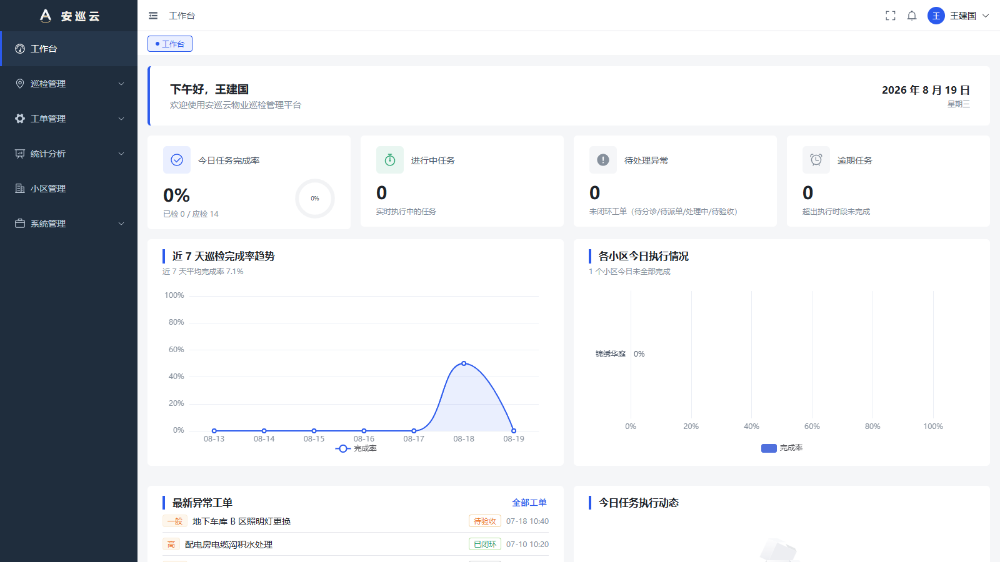 安巡云
工作台
巡检管理
工单管理
统计分析
小区管理
系统管理
工作台
王 王建国
工作台
下午好，王建国
欢迎使用安巡云物业巡检管理平台
2026 年 8 月 19 日
星期三
今日任务完成率
0%
已检 0 / 应检 14
0%
进行中任务
0
实时执行中的任务
待处理异常
0
未闭环工单（待分诊/待派单/处理中/待验收）
逾期任务
0
超出执行时段未完成
近 7 天巡检完成率趋势
近 7 天平均完成率 7.1%
100%
80%
60%
40%
20%
0%
08-13 08-14 08-15 08-16 08-17 08-18 08-19
完成率
各小区今日执行情况
1 个小区今日未全部完成
锦绣华庭 0%
0% 20% 40% 60% 80% 100%
完成率
最新异常工单 全部工单
一般 地下车库 B 区照明灯更换 待验收 07-18 10:40
高 配电房电缆沟积水处理 已闭环 07-10 10:20
今日任务执行动态